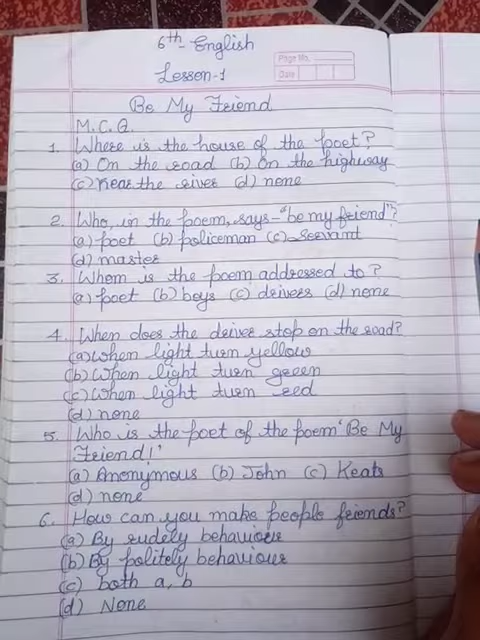 6th - English
Page No.
Lesson-1
Date
Be My Friend
M.C.Q.
1. Where is the house of the poet?
(a) On the road (b) On the highway
(c) Near the river (d) none
2. Who, in the poem, says-"be my friend"?
(a) poet (b) policeman (c) servant
(d) master
3. Whom is the poem addressed to?
(a) poet (b) boys (c) drivers (d) none
4. When does the driver stop on the road?
(a) when light turn yellow
(b) when light turn green
(c) when light turn red
(d) none
5. Who is the poet of the poem 'Be My
Friend!'
(a) Anonymous (b) John (c) Keats
(d) none
6. How can you make people friends?
(a) By rudely behaviour
(b) By politely behaviour
(c) both a, b
(d) None